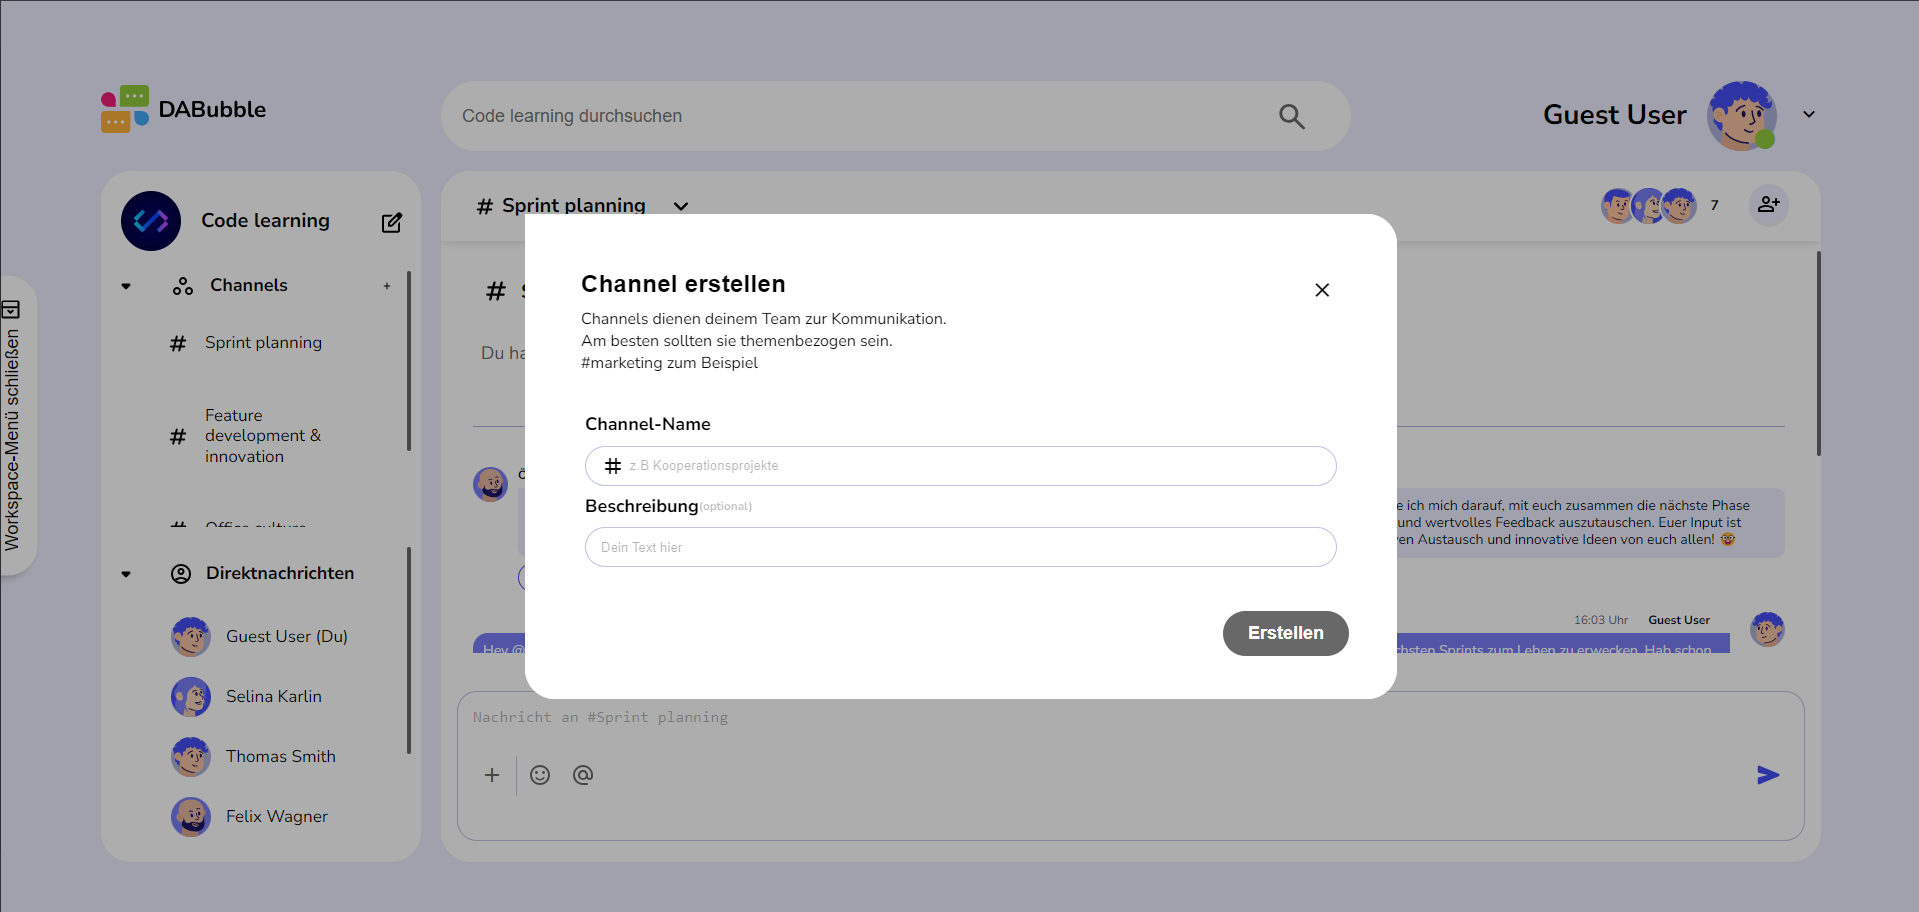 DABubble
Code learning durchsuchen
Guest User
Code learning
# Sprint planning
7
Workspace-Menü schließen
Channels
+
# Sprint planning
# Feature
development &
innovation
# Office culture
Direktnachrichten
Guest User (Du)
Selina Karlin
Thomas Smith
Felix Wagner
#
Du ha
Channel erstellen
Channels dienen deinem Team zur Kommunikation.
Am besten sollten sie themenbezogen sein.
#marketing zum Beispiel
Channel-Name
# z.B Kooperationsprojekte
Beschreibung(optional)
Dein Text hier
Erstellen
e ich mich darauf, mit euch zusammen die nächste Phase
und wertvolles Feedback auszutauschen. Euer Input ist
en Austausch und innovative Ideen von euch allen! 🤓
16:03 Uhr Guest User
Hey @
chsten Sprints zum Leben zu erwecken. Hab schon
Nachricht an #Sprint planning